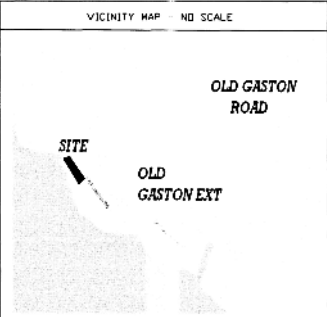 VICINITY MAP - NO SCALE
OLD GASTON
ROAD
SITE
OLD
GASTON EXT